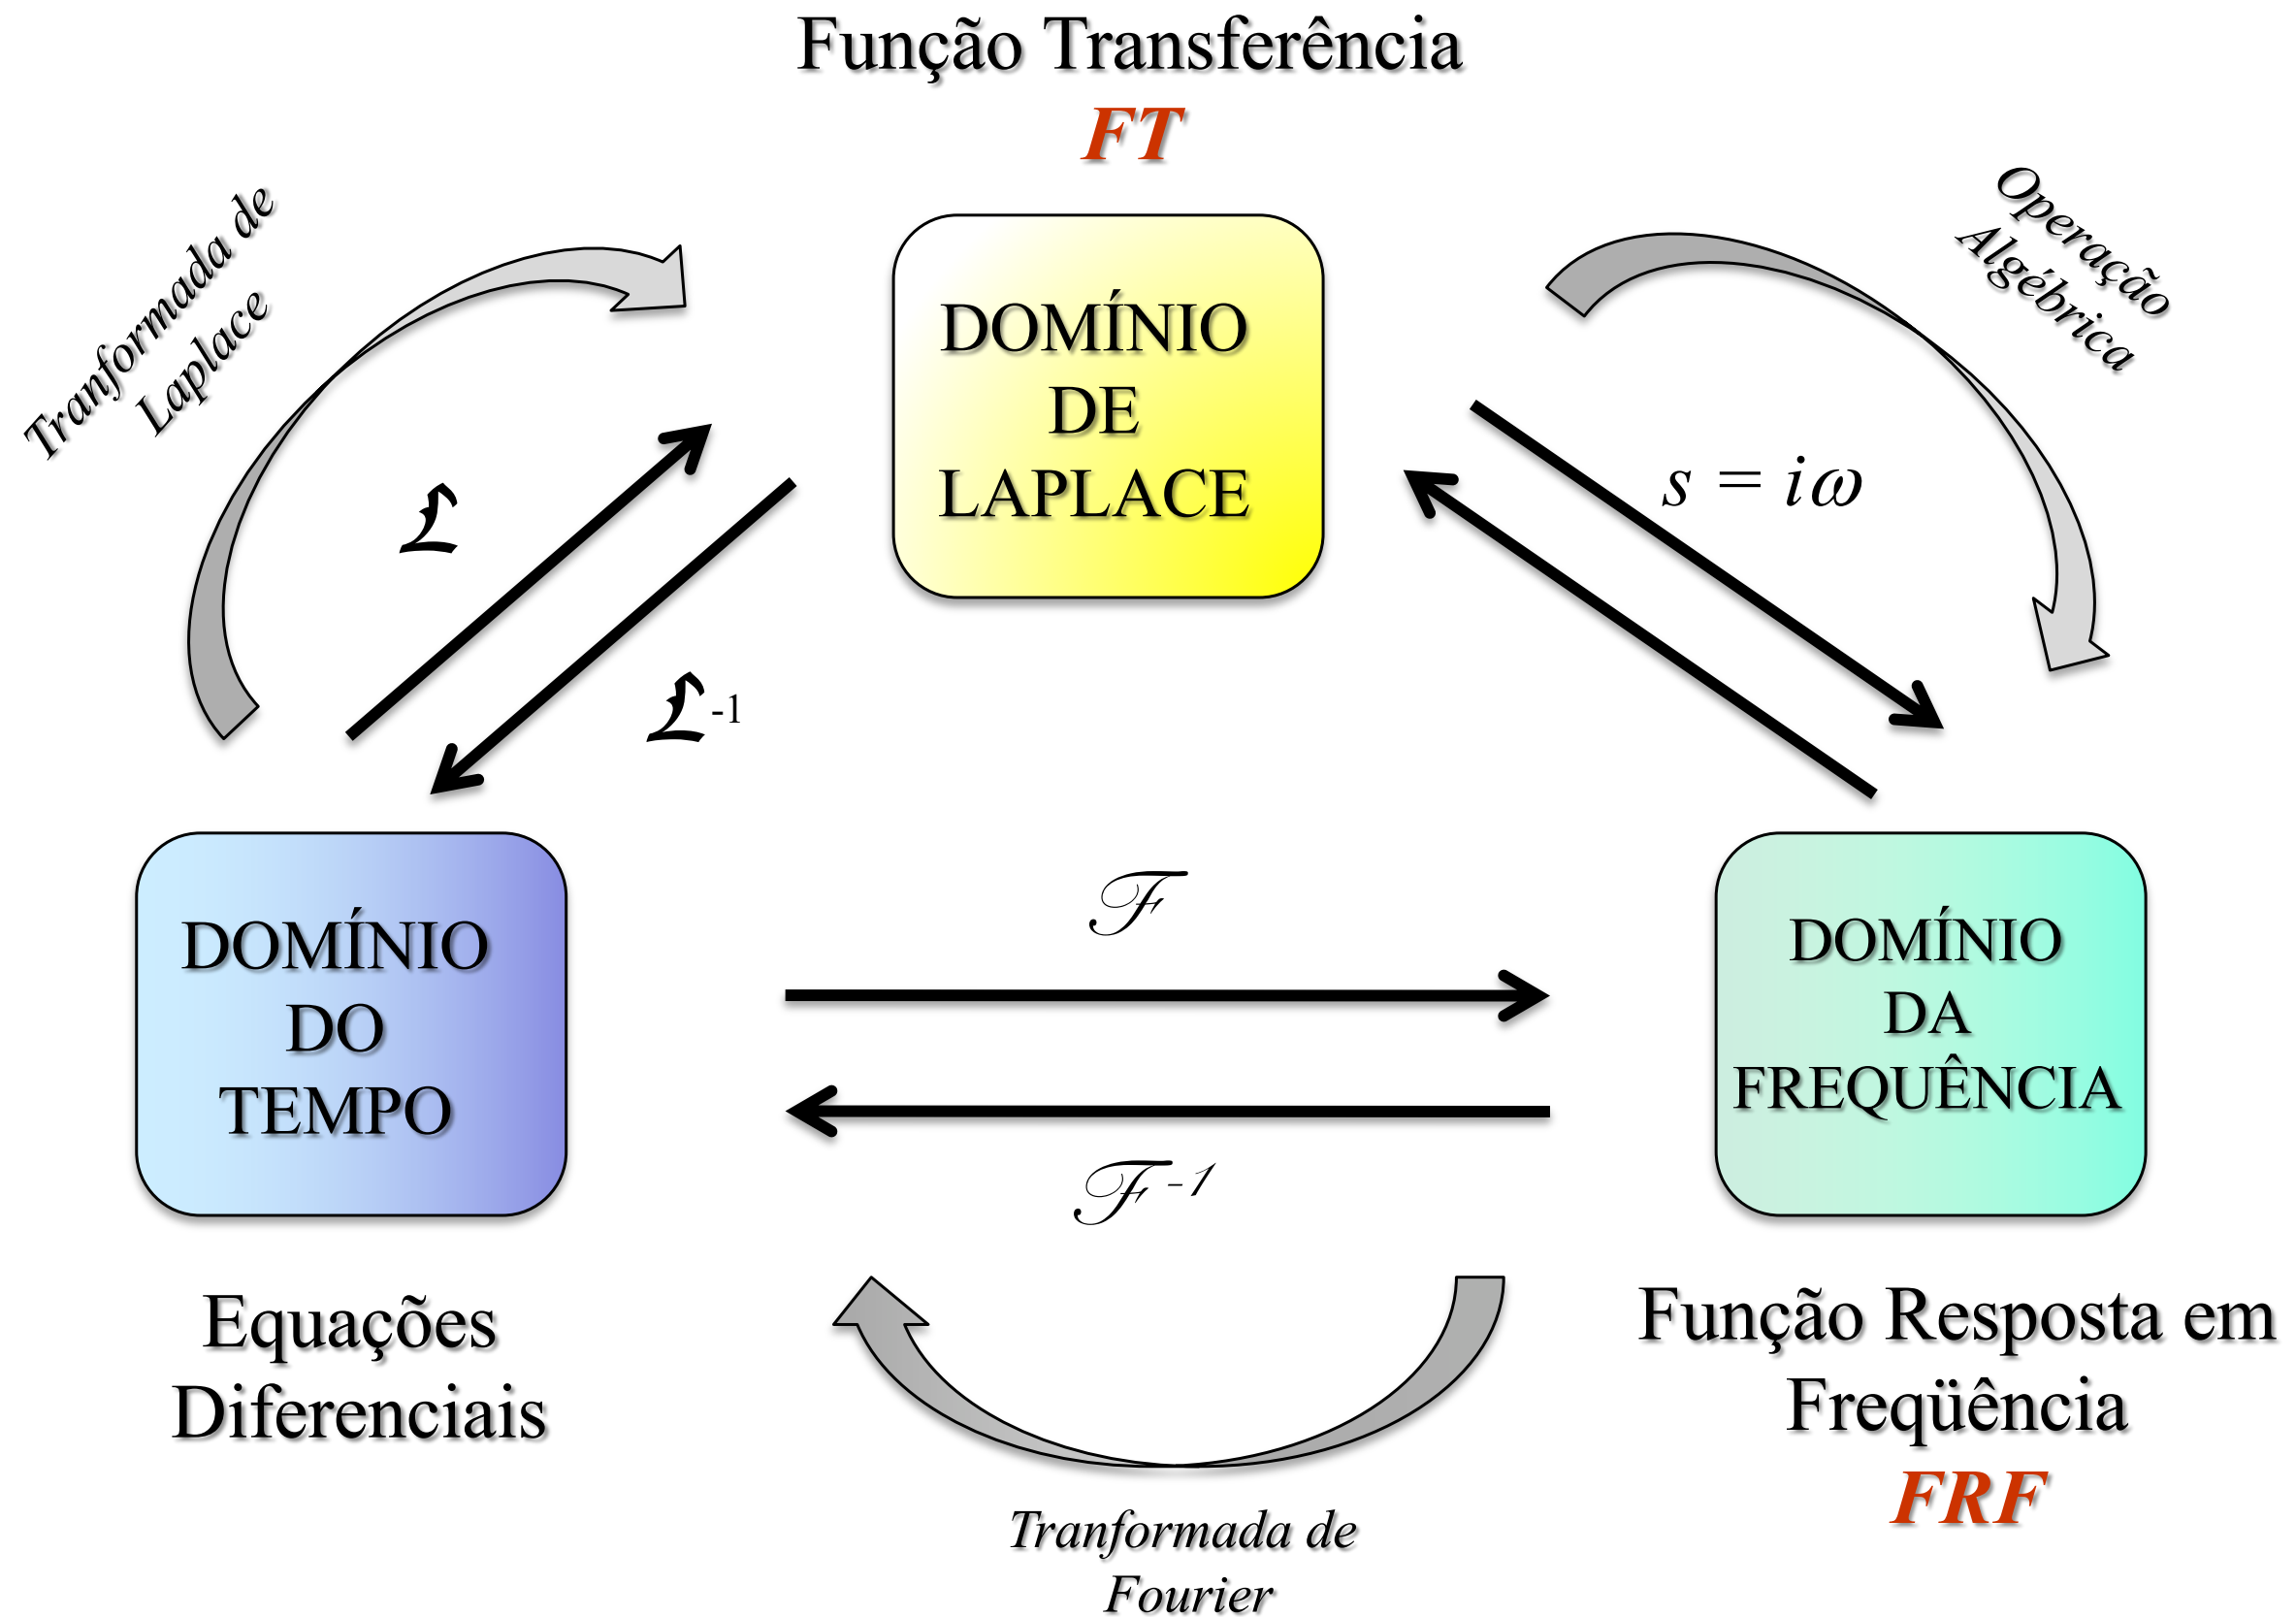 Função Transferência
FT
Tranformada de
Laplace
Operação
Algébrica
DOMÍNIO
DE
LAPLACE
s = iω
ℒ
ℒ-1
DOMÍNIO
DO
TEMPO
ℱ
ℱ-1
DOMÍNIO
DA
FREQUÊNCIA
Equações
Diferenciais
Função Resposta em
Freqüência
FRF
Tranformada de
Fourier